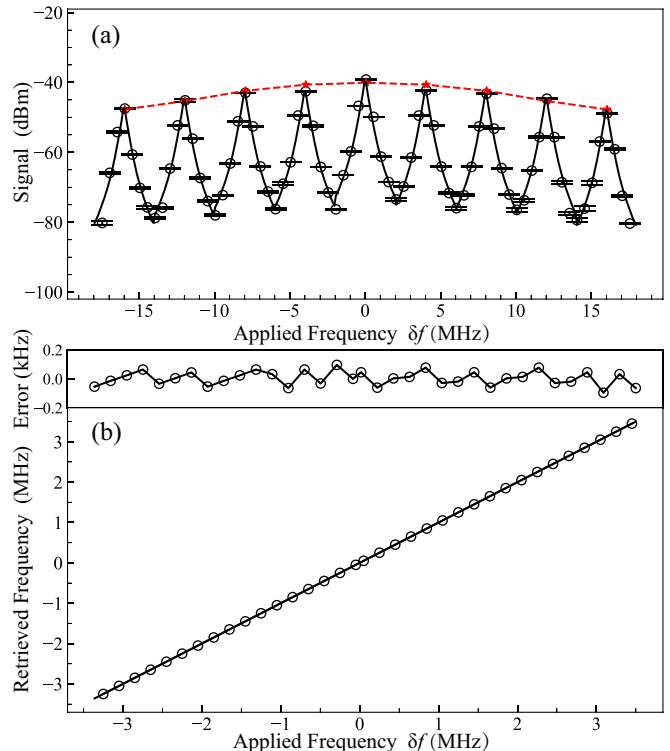 (a)
Signal (dBm)
−20
−40
−60
−80
−100
−15 −10 −5 0 5 10 15
Applied Frequency δf (MHz)
Error (kHz)
0.2
0.0
−0.2
(b)
Retrieved Frequency (MHz)
3
2
1
0
−1
−2
−3
−3 −2 −1 0 1 2 3
Applied Frequency δf (MHz)